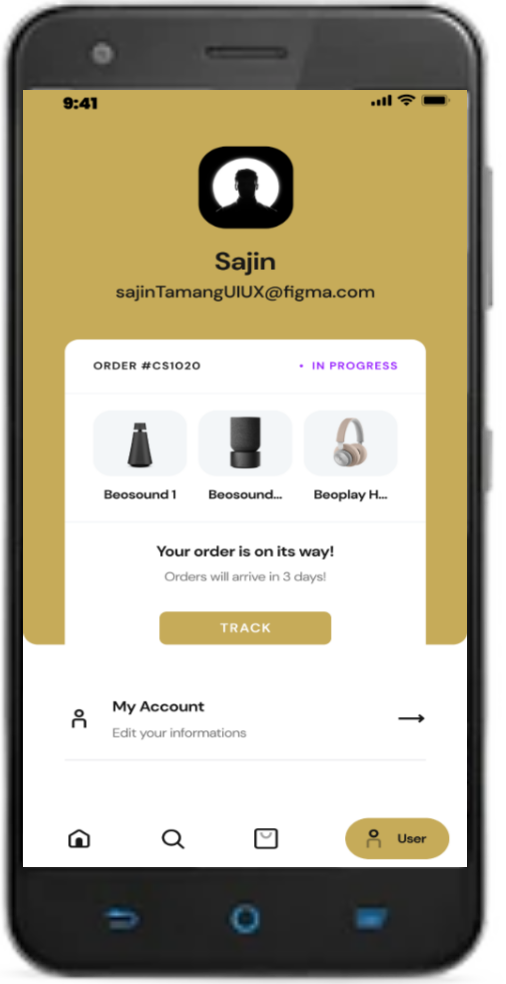 9:41
Sajin
sajinTamangUIUX@figma.com
ORDER #CS1020 • IN PROGRESS
Beosound 1 Beosound... Beoplay H...
Your order is on its way!
Orders will arrive in 3 days!
TRACK
My Account
Edit your informations
User